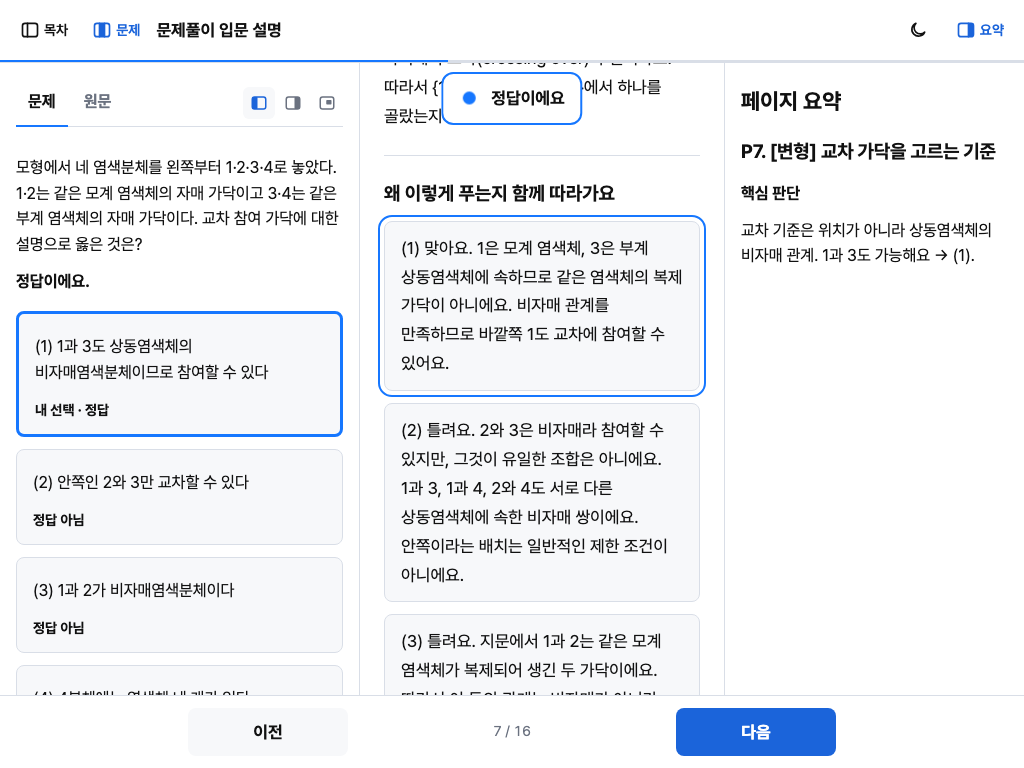 목차
문제
문제풀이 입문 설명
요약
문제
원문
모형에서 네 염색분체를 왼쪽부터 1·2·3·4로 놓았다.
1·2는 같은 모계 염색체의 자매 가닥이고 3·4는 같은
부계 염색체의 자매 가닥이다. 교차 참여 가닥에 대한
설명으로 옳은 것은?
정답이에요.
(1) 1과 3도 상동염색체의
비자매염색분체이므로 참여할 수 있다
내 선택 · 정답
(2) 안쪽인 2와 3만 교차할 수 있다
정답 아님
(3) 1과 2가 비자매염색분체이다
정답 아님
따라서 {1
에서 하나를
골랐는지
정답이에요
왜 이렇게 푸는지 함께 따라가요
(1) 맞아요. 1은 모계 염색체, 3은 부계
상동염색체에 속하므로 같은 염색체의 복제
가닥이 아니에요. 비자매 관계를
만족하므로 바깥쪽 1도 교차에 참여할 수
있어요.
(2) 틀려요. 2와 3은 비자매라 참여할 수
있지만, 그것이 유일한 조합은 아니에요.
1과 3, 1과 4, 2와 4도 서로 다른
상동염색체에 속한 비자매 쌍이에요.
안쪽이라는 배치는 일반적인 제한 조건이
아니에요.
(3) 틀려요. 지문에서 1과 2는 같은 모계
염색체가 복제되어 생긴 두 가닥이에요.
페이지 요약
P7. [변형] 교차 가닥을 고르는 기준
핵심 판단
교차 기준은 위치가 아니라 상동염색체의
비자매 관계. 1과 3도 가능해요 → (1).
이전
7 / 16
다음